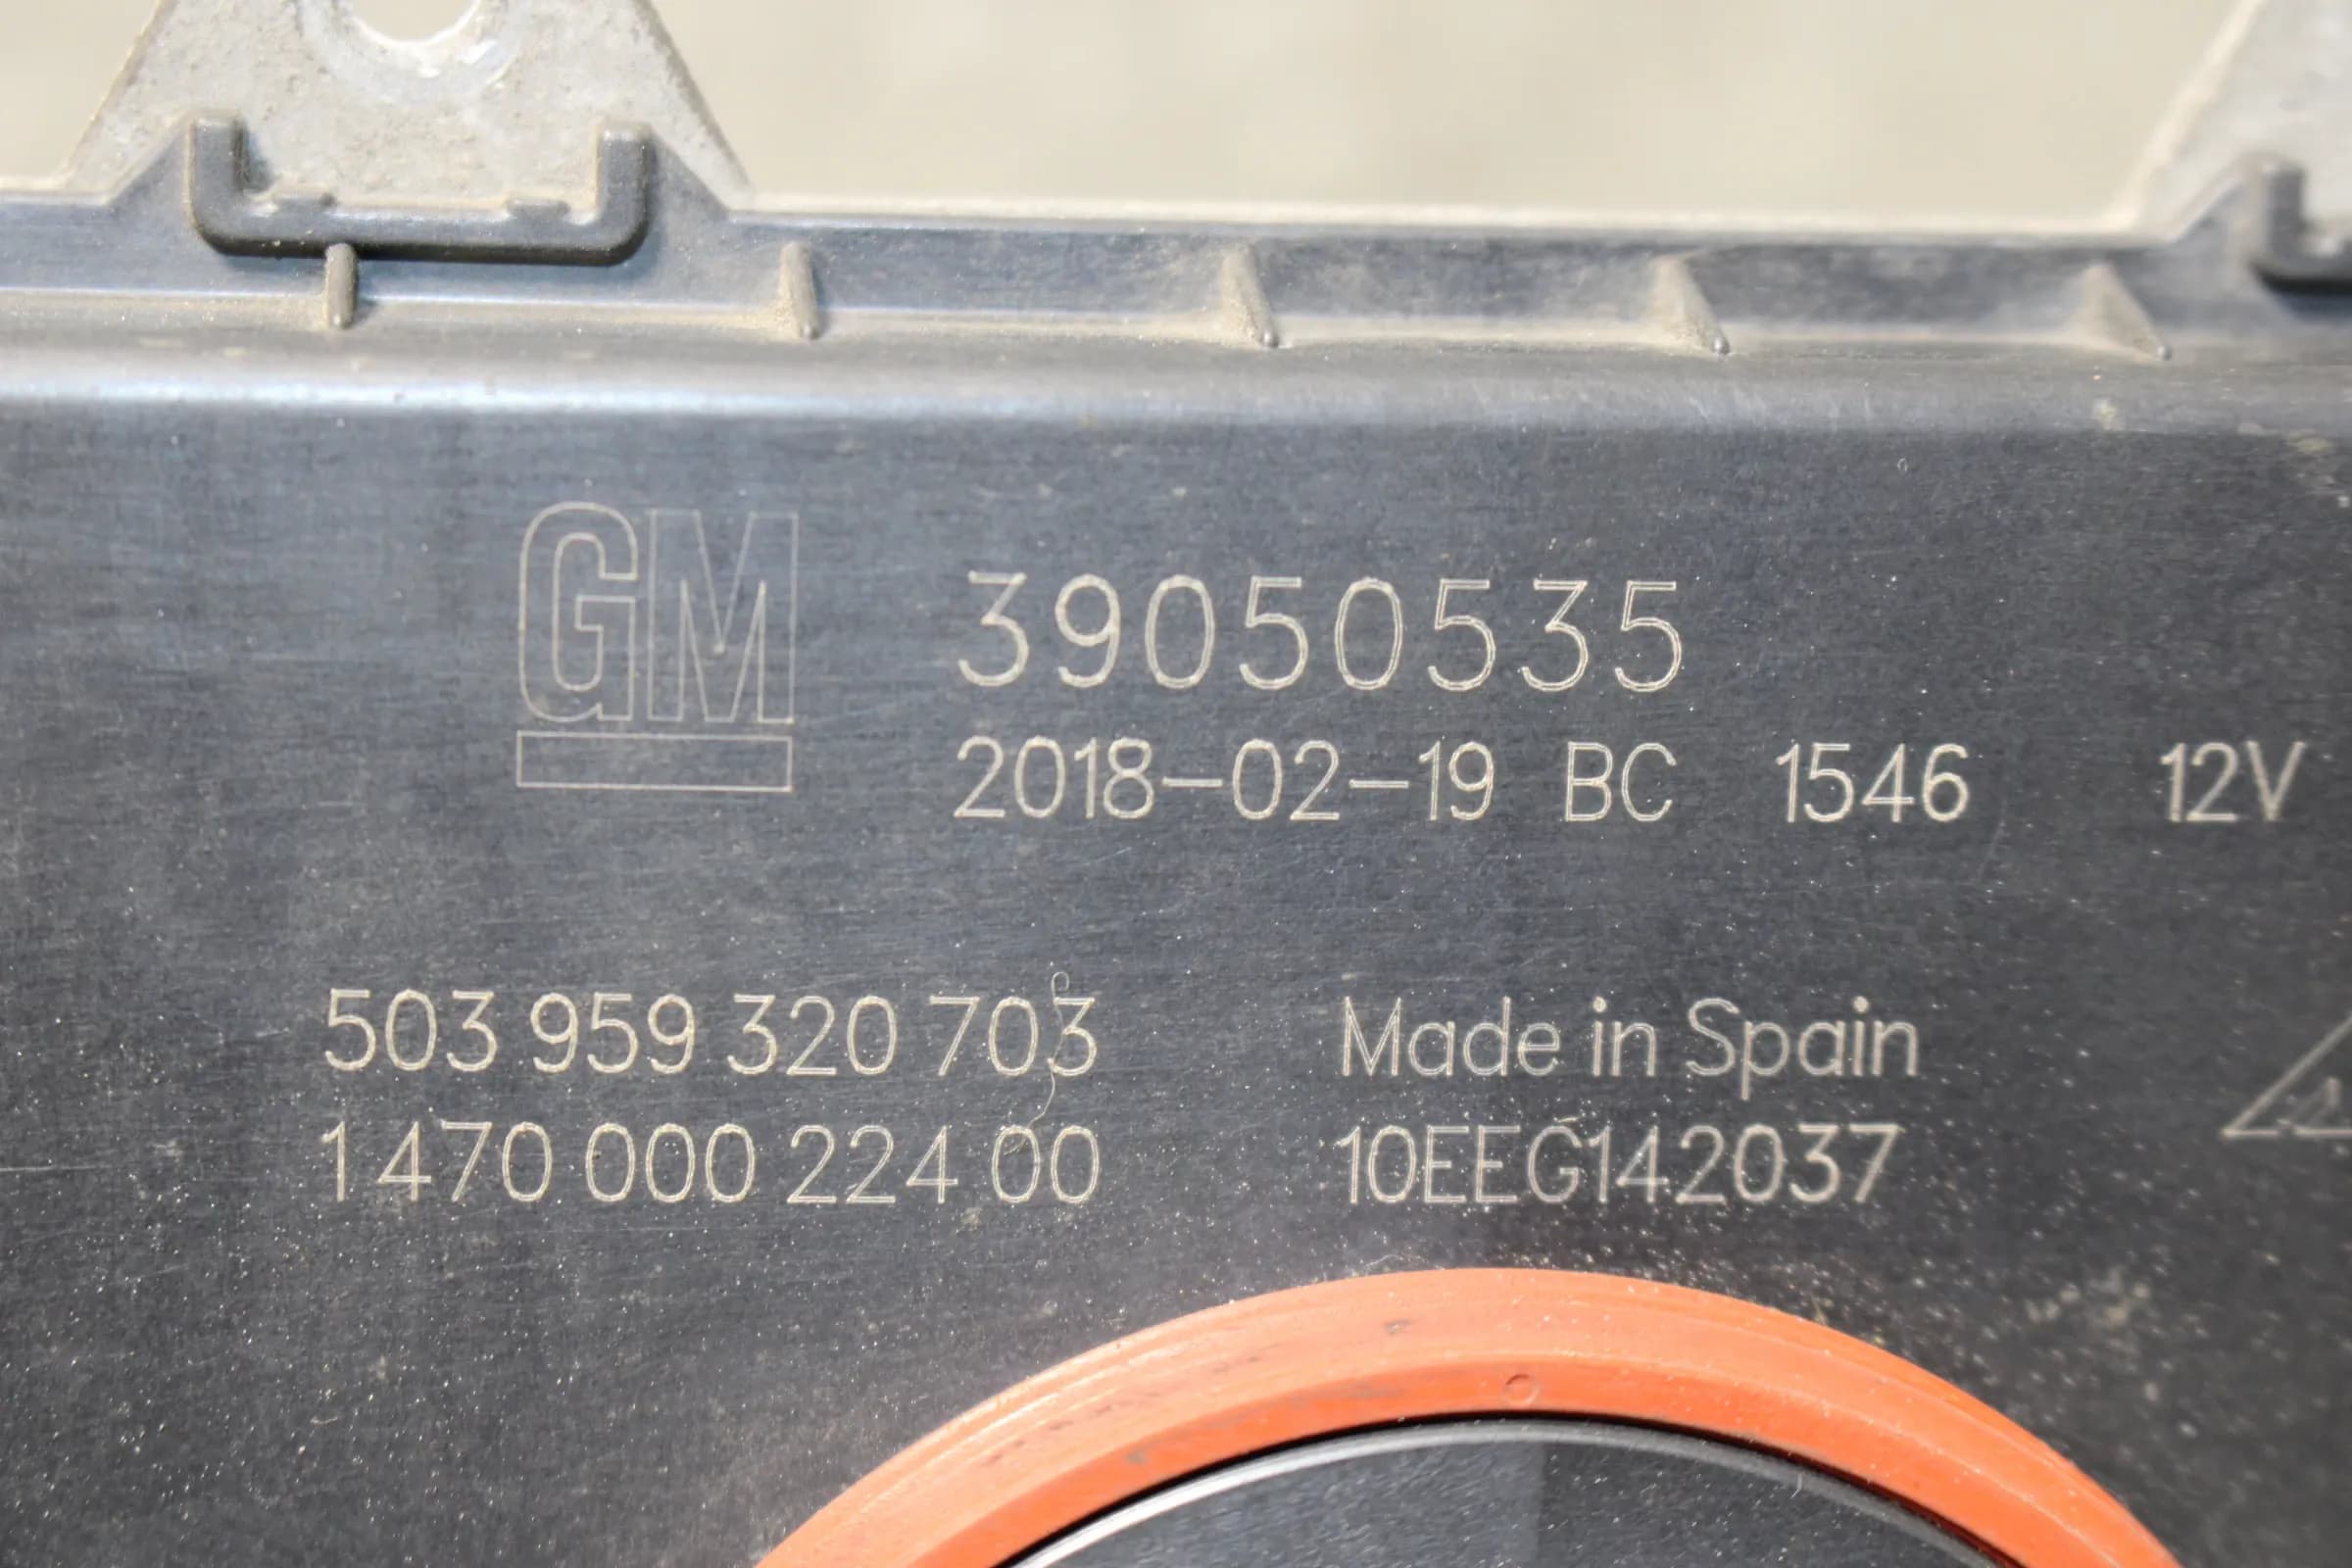 GM
39050535
2018-02-19 BC 1546 12V
503 959 320 703 Made in Spain
1 470 000 224 00 10EEG142037